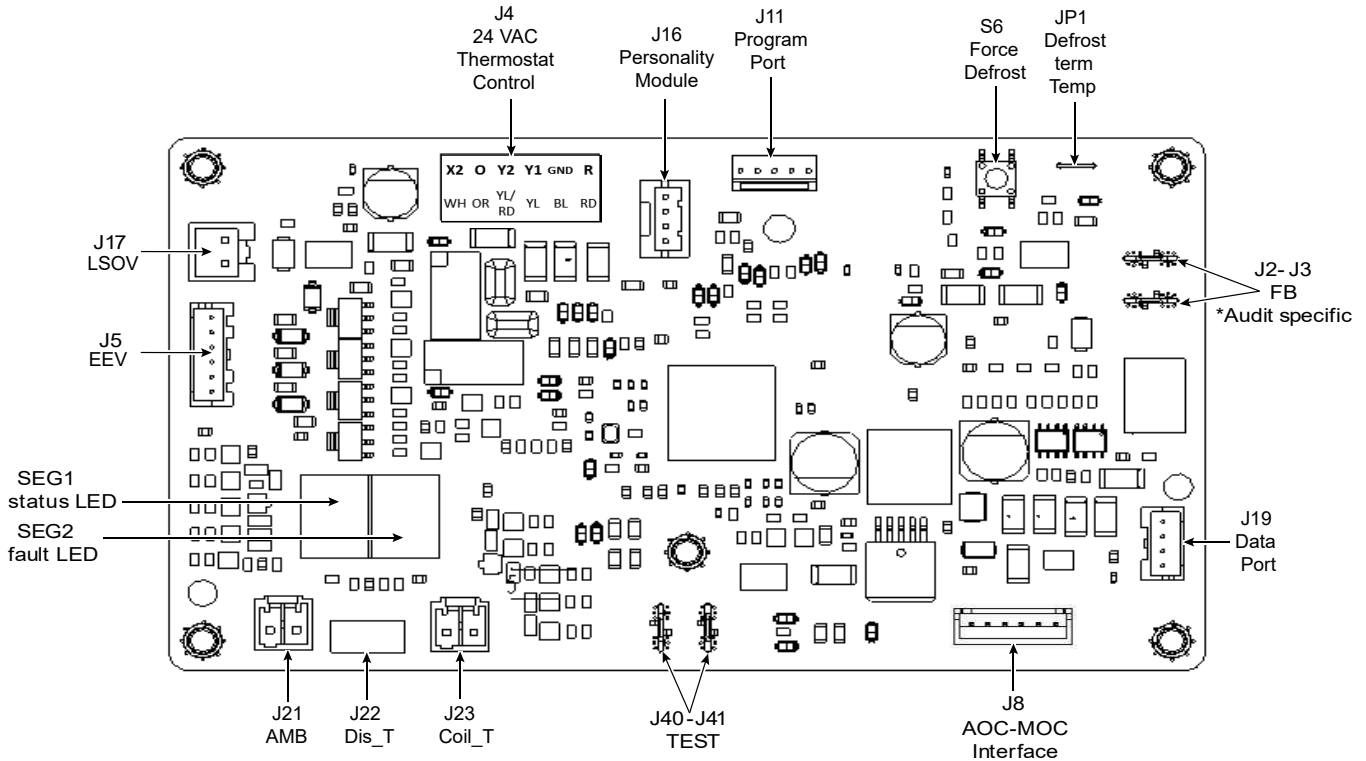 J4
24 VAC
Thermostat
Control
J16
Personality
Module
J11
Program
Port
S6
Force
Defrost
JP1
Defrost
term
Temp
X2 O Y2 Y1 GND R
WH OR YL/ RD YL BL RD
J17
LSOV
J5
EEV
J2- J3
FB
*Audit specific
SEG1
status LED
SEG2
fault LED
J19
Data
Port
J21
AMB
J22
Dis_T
J23
Coil_T
J40-J41
TEST
J8
AOC-MOC
Interface